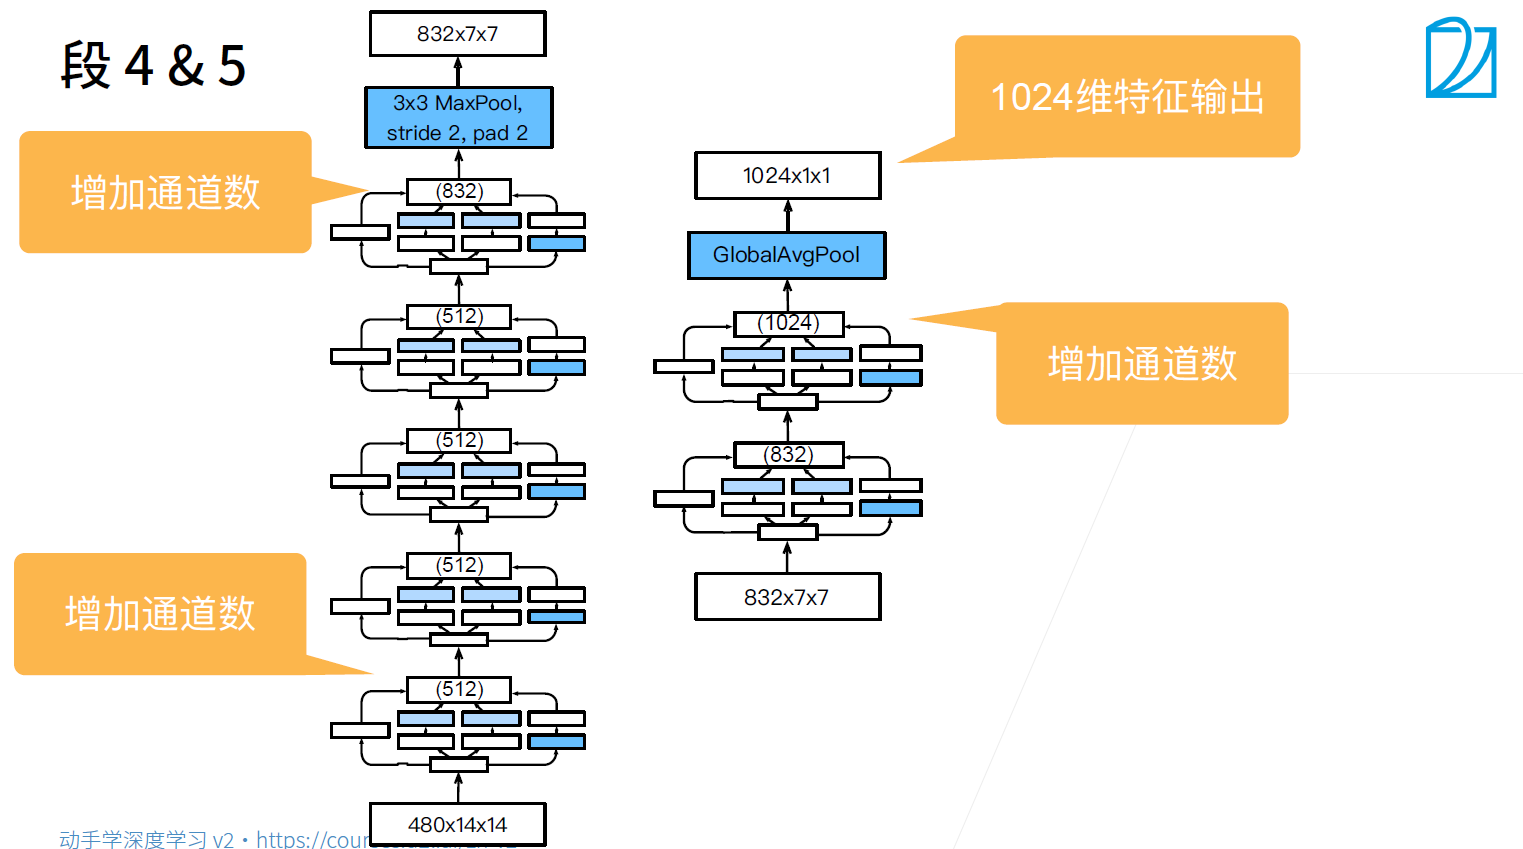 段 4 & 5
832x7x7
3x3 MaxPool,
stride 2, pad 2
增加通道数
(832)
(512)
(512)
(512)
增加通道数
(512)
480x14x14
1024维特征输出
1024x1x1
GlobalAvgPool
(1024)
增加通道数
(832)
832x7x7
动手学深度学习 v2 · https://cour